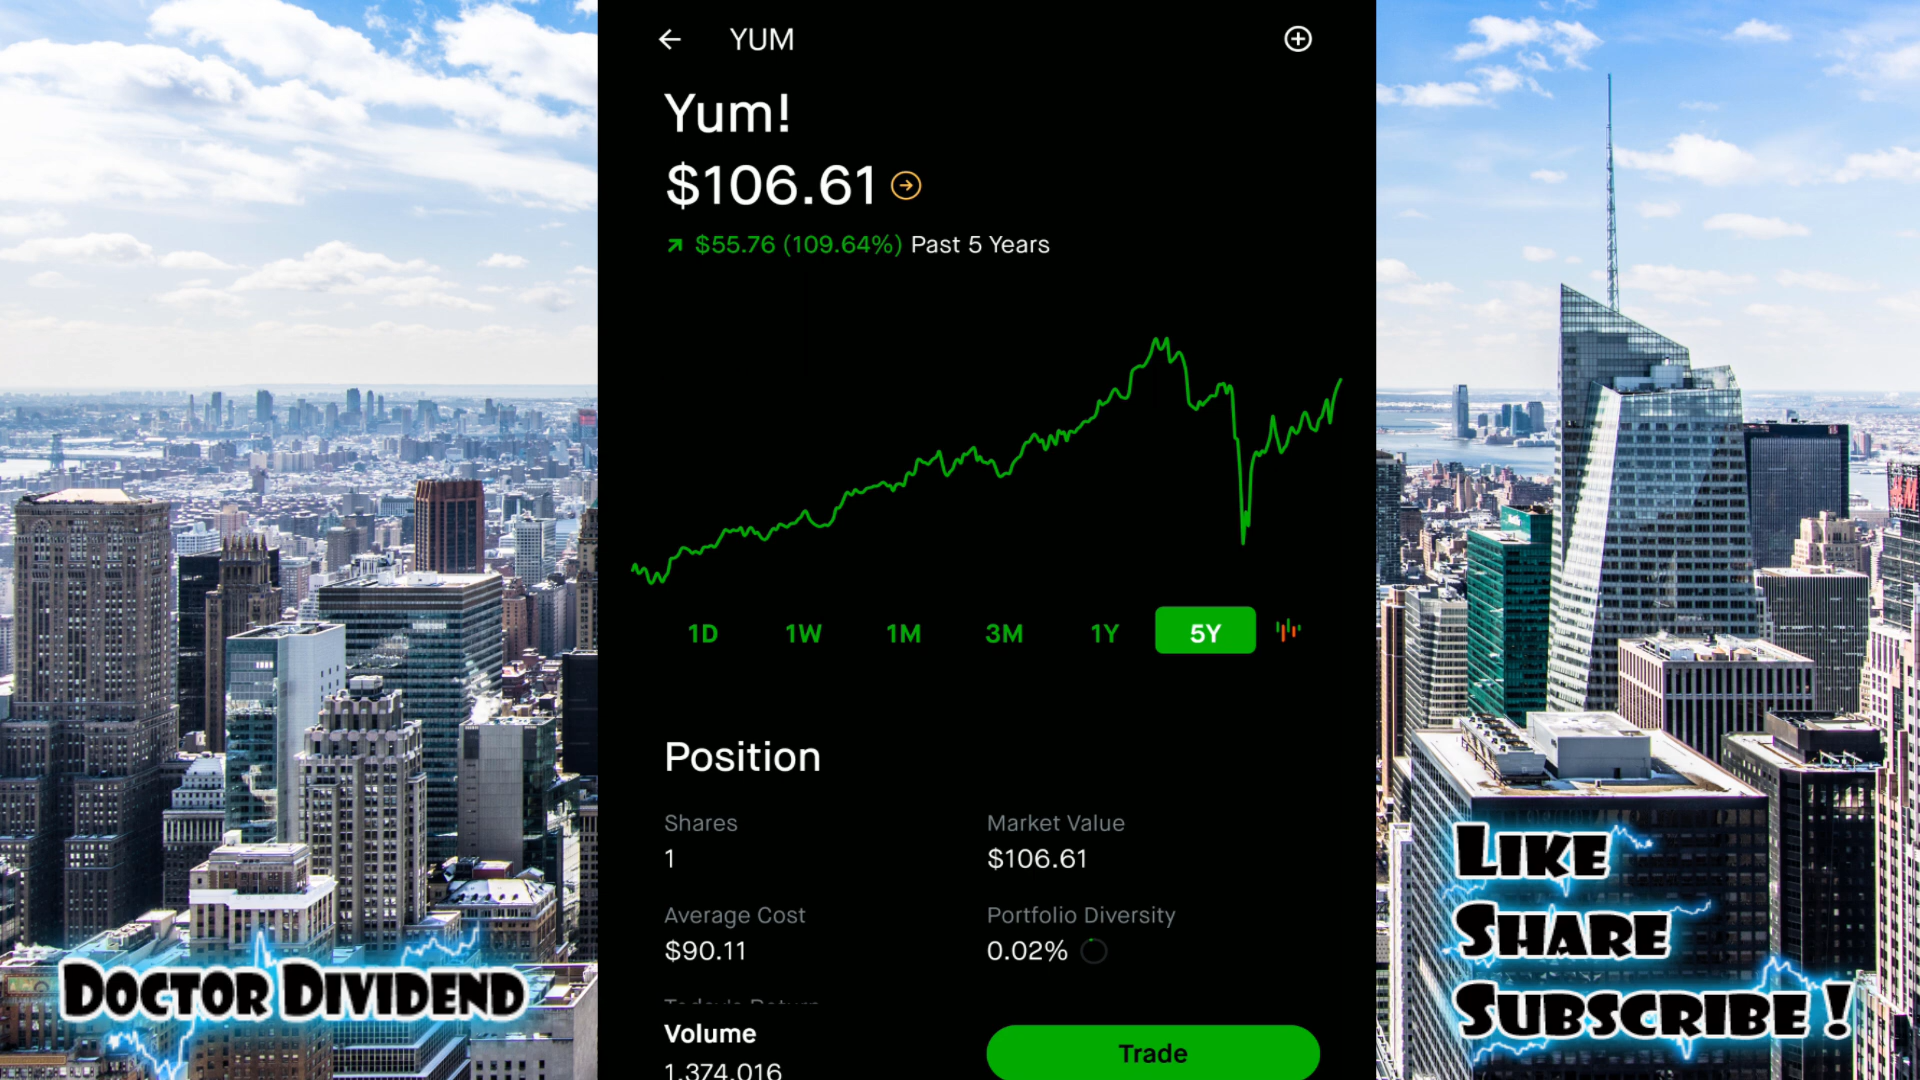 YUM
Yum!
$106.61
$55.76 (109.64%) Past 5 Years
1D 1W 1M 3M 1Y 5Y
Position
Shares
1
Market Value
$106.61
Average Cost
$90.11
Portfolio Diversity
0.02%
Today's Return
Volume
1,374,016
Trade
DOCTOR DIVIDEND
LIKE
SHARE
SUBSCRIBE !